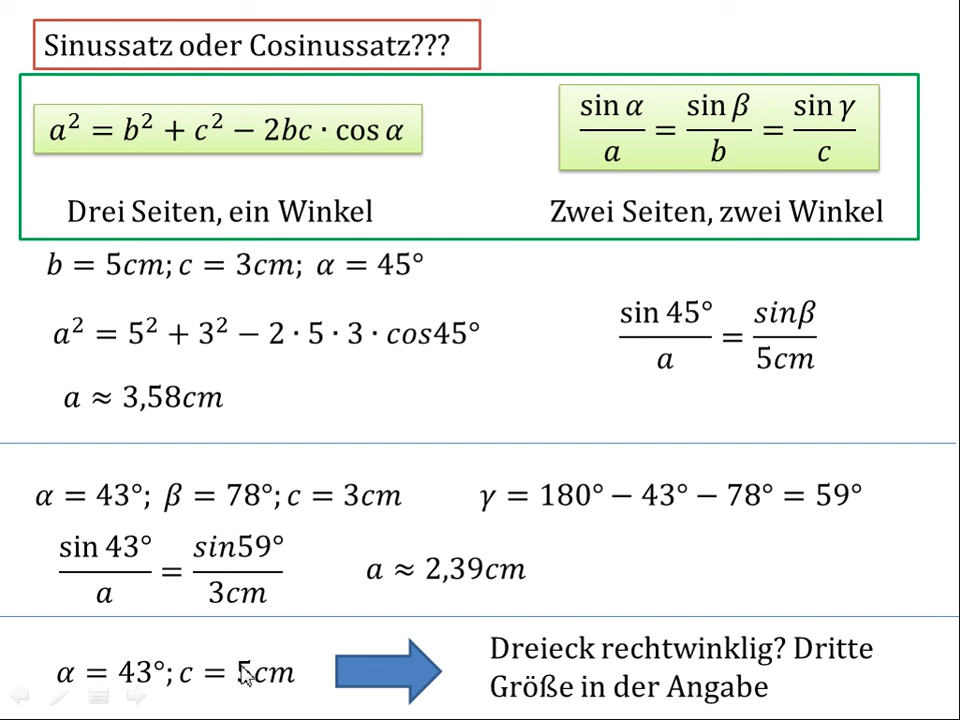 Sinussatz oder Cosinussatz???
a² = b² + c² − 2bc · cos α
sin α / a = sin β / b = sin γ / c
Drei Seiten, ein Winkel
Zwei Seiten, zwei Winkel
b = 5cm; c = 3cm; α = 45°
a² = 5² + 3² − 2 · 5 · 3 · cos45°
sin 45° / a = sinβ / 5cm
a ≈ 3,58cm
α = 43°; β = 78°; c = 3cm
γ = 180° − 43° − 78° = 59°
sin 43° / a = sin59° / 3cm
a ≈ 2,39cm
α = 43°; c = 5cm
Dreieck rechtwinklig? Dritte
Größe in der Angabe